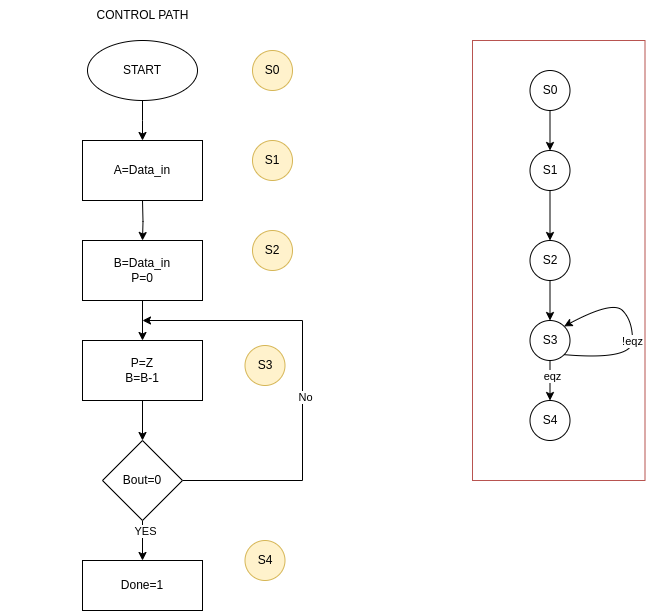 CONTROL PATH
START
S0
A=Data_in
S1
B=Data_in
P=0
S2
P=Z
B=B-1
S3
No
Bout=0
YES
Done=1
S4
S0
S1
S2
S3
!eqz
eqz
S4